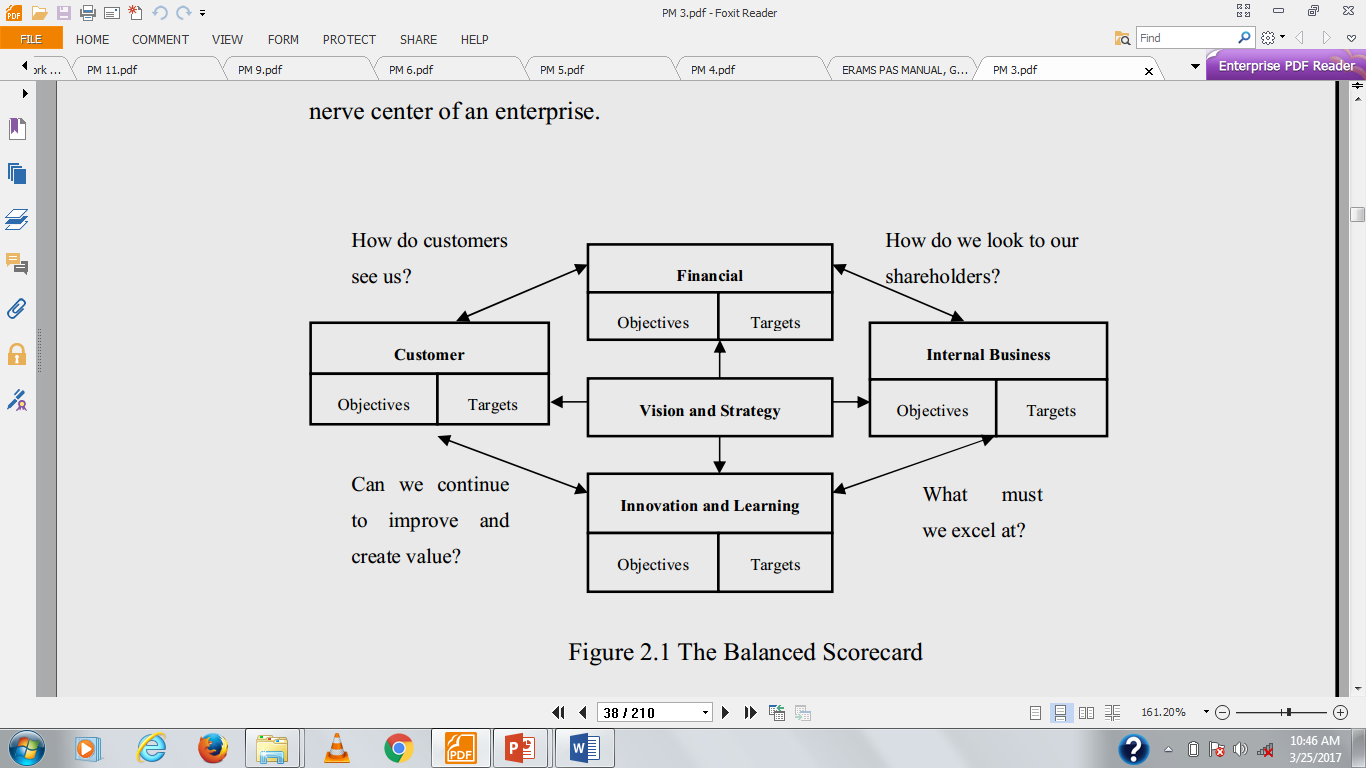 PM 3.pdf - Foxit Reader
FILE HOME COMMENT VIEW FORM PROTECT SHARE HELP
Find
ork ... PM 11.pdf PM 9.pdf PM 6.pdf PM 5.pdf PM 4.pdf ERAMS PAS MANUAL, G... PM 3.pdf
Enterprise PDF Reader
nerve center of an enterprise.
How do customers
see us?
Financial
Objectives Targets
How do we look to our
shareholders?
Customer
Objectives Targets
Vision and Strategy
Internal Business
Objectives Targets
Can we continue
to improve and
create value?
Innovation and Learning
Objectives Targets
What must
we excel at?
Figure 2.1 The Balanced Scorecard
38 / 210
161.20%
PDF
10:46 AM
3/25/2017